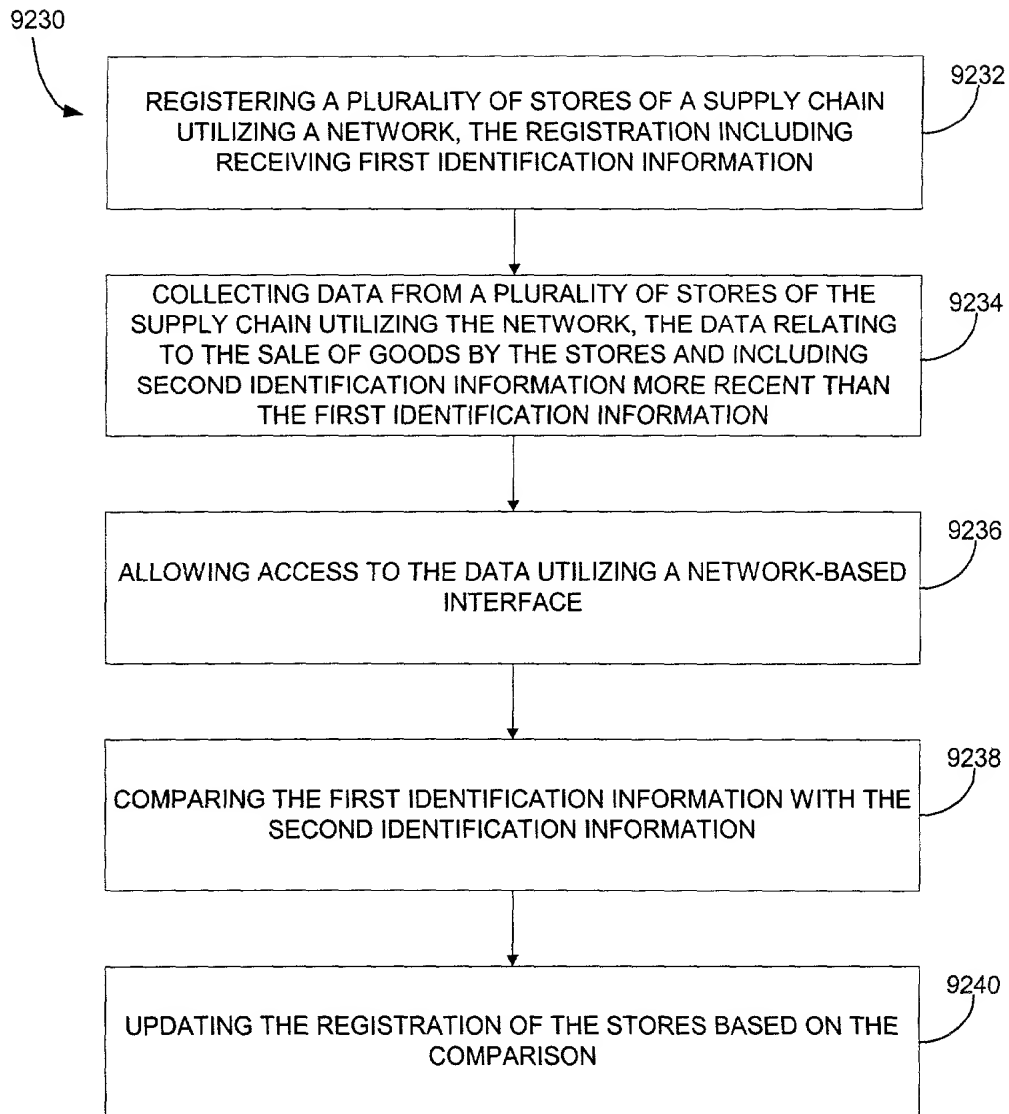 9230
9232
REGISTERING A PLURALITY OF STORES OF A SUPPLY CHAIN
UTILIZING A NETWORK, THE REGISTRATION INCLUDING
RECEIVING FIRST IDENTIFICATION INFORMATION
9234
COLLECTING DATA FROM A PLURALITY OF STORES OF THE
SUPPLY CHAIN UTILIZING THE NETWORK, THE DATA RELATING
TO THE SALE OF GOODS BY THE STORES AND INCLUDING
SECOND IDENTIFICATION INFORMATION MORE RECENT THAN
THE FIRST IDENTIFICATION INFORMATION
9236
ALLOWING ACCESS TO THE DATA UTILIZING A NETWORK-BASED
INTERFACE
9238
COMPARING THE FIRST IDENTIFICATION INFORMATION WITH THE
SECOND IDENTIFICATION INFORMATION
9240
UPDATING THE REGISTRATION OF THE STORES BASED ON THE
COMPARISON